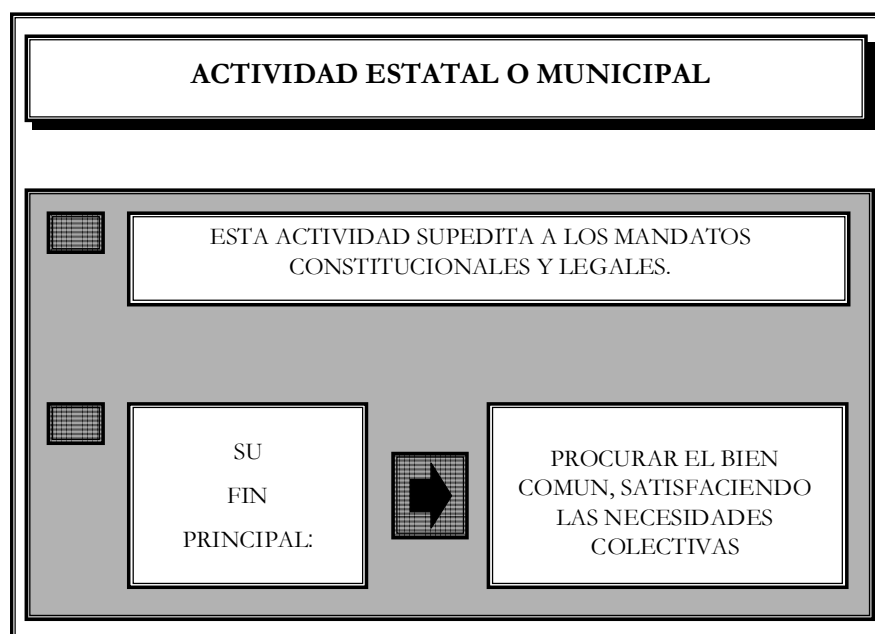 ACTIVIDAD ESTATAL O MUNICIPAL
ESTA ACTIVIDAD SUPEDITA A LOS MANDATOS
CONSTITUCIONALES Y LEGALES.
SU
FIN
PRINCIPAL:
PROCURAR EL BIEN
COMUN, SATISFACIENDO
LAS NECESIDADES
COLECTIVAS